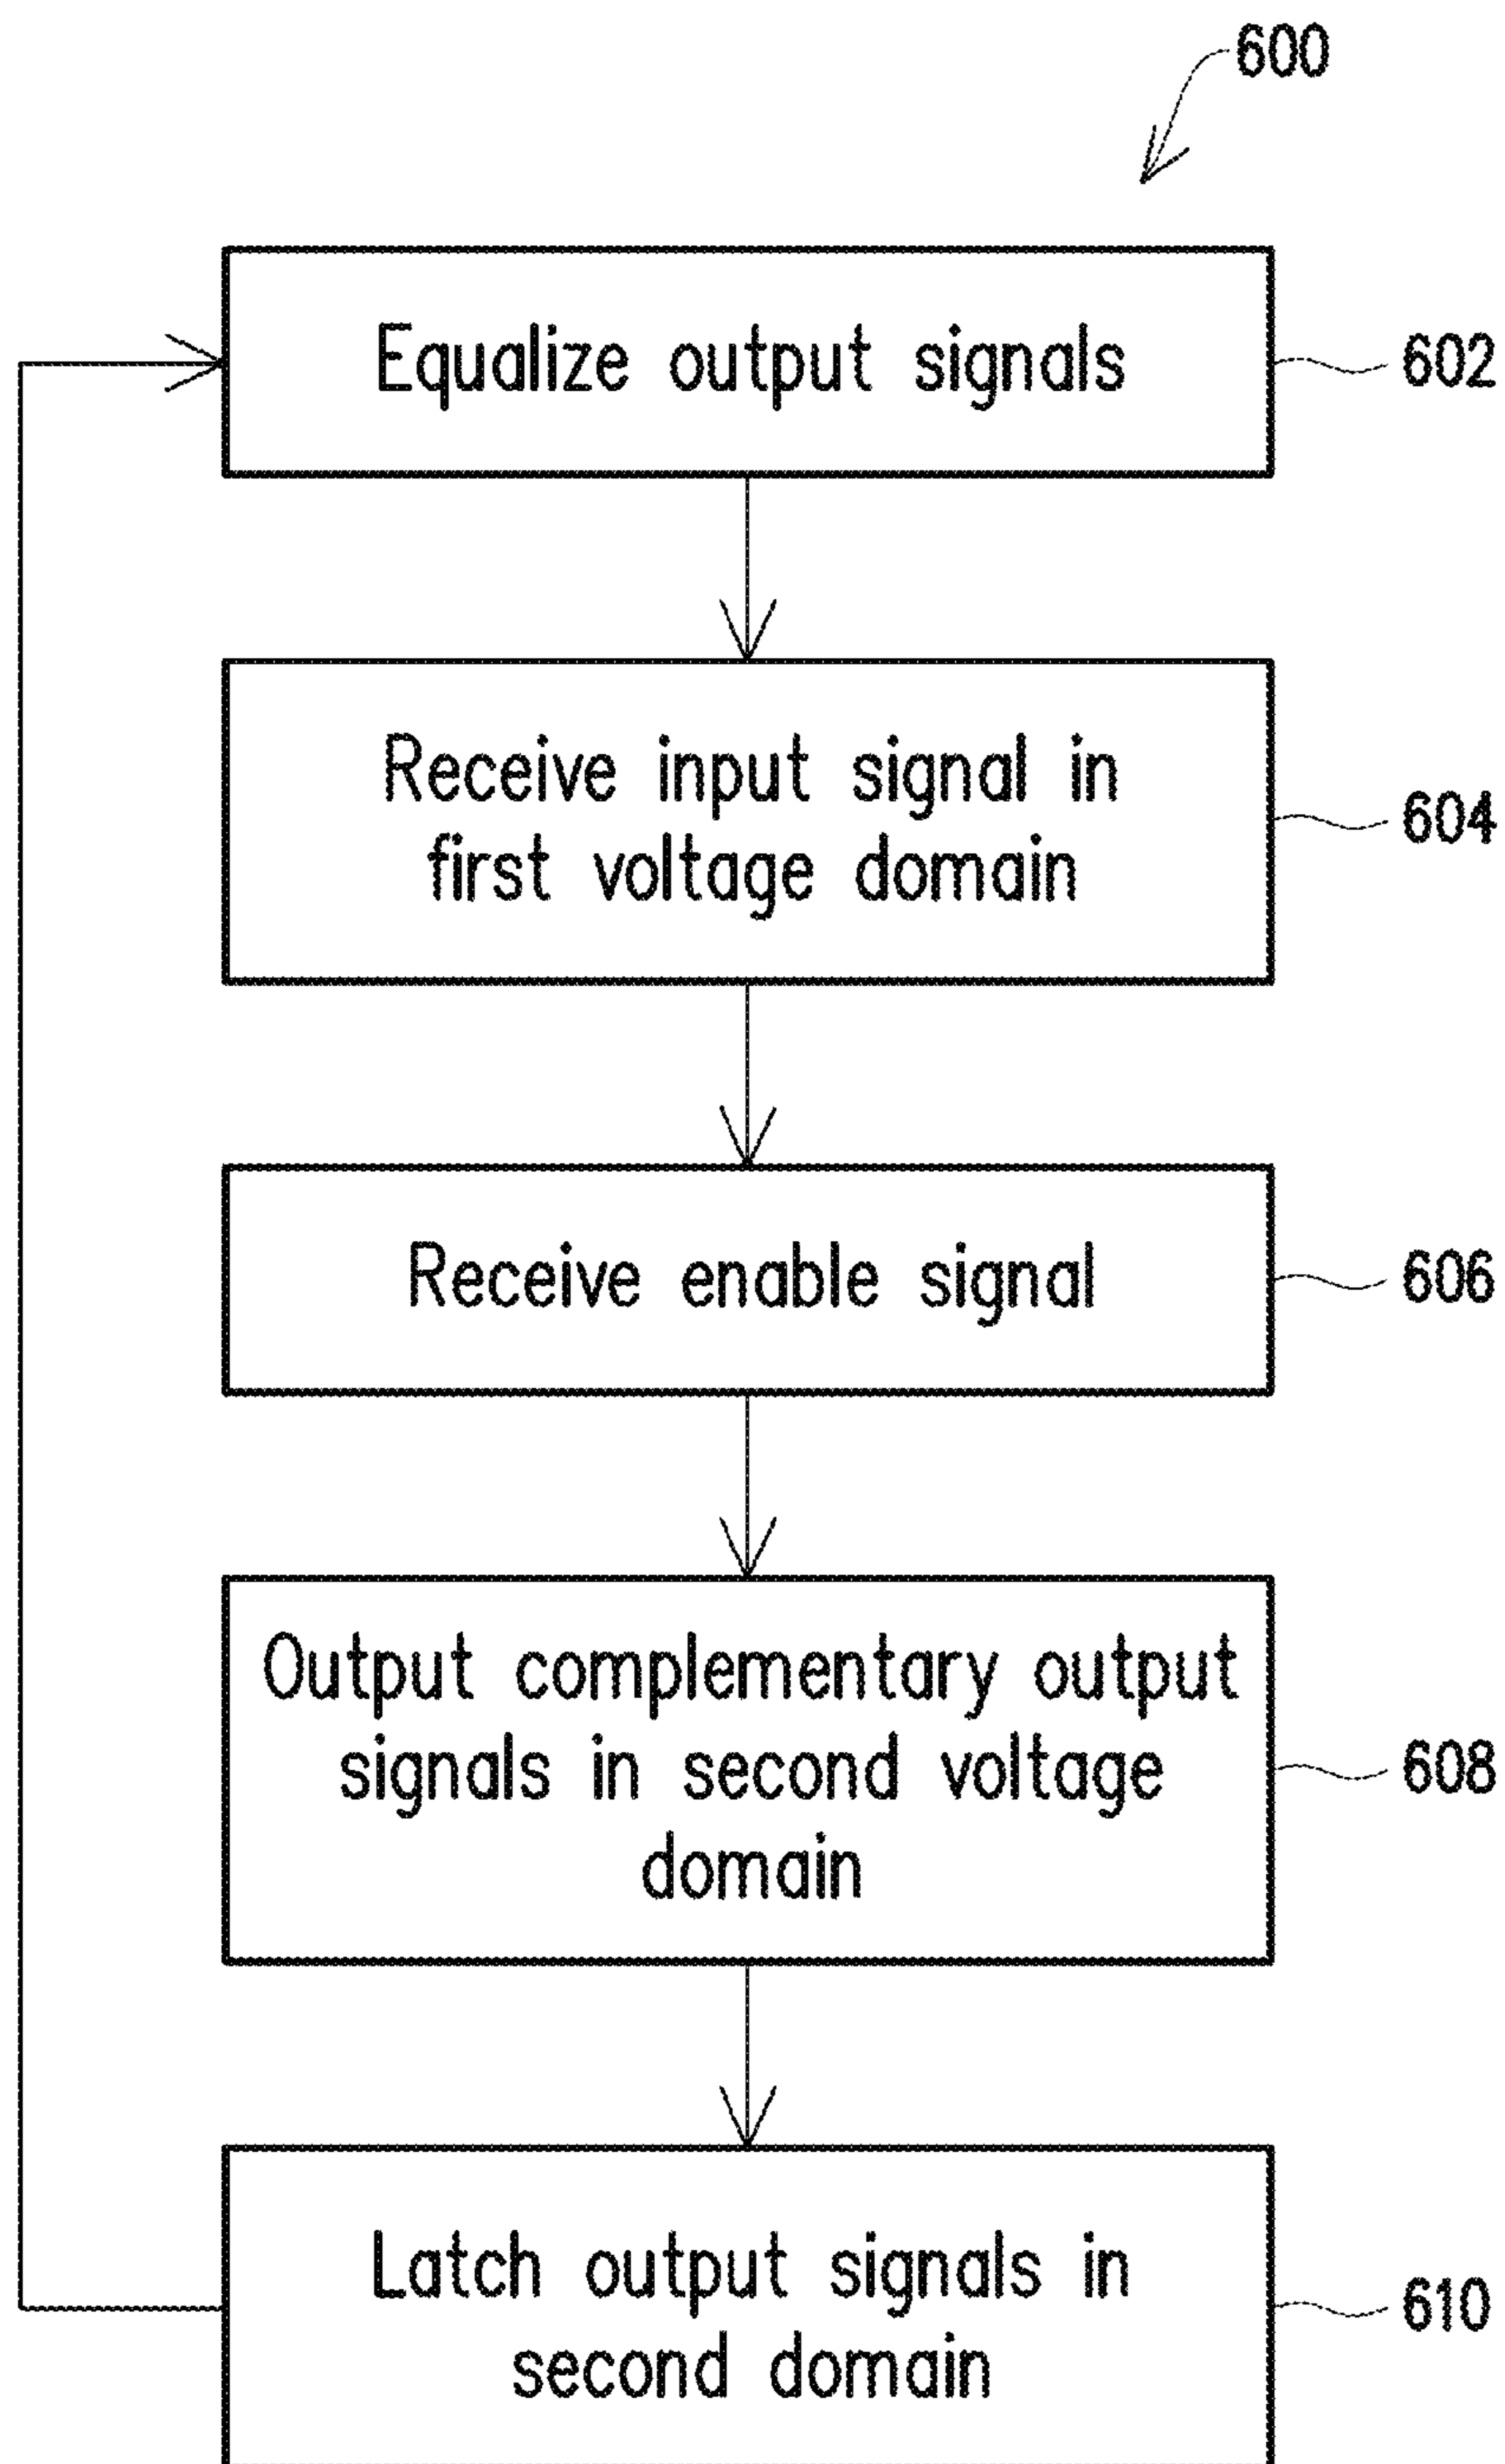 600
Equalize output signals
602
Receive input signal in
first voltage domain
604
Receive enable signal
606
Output complementary output
signals in second voltage
domain
608
Latch output signals in
second domain
610